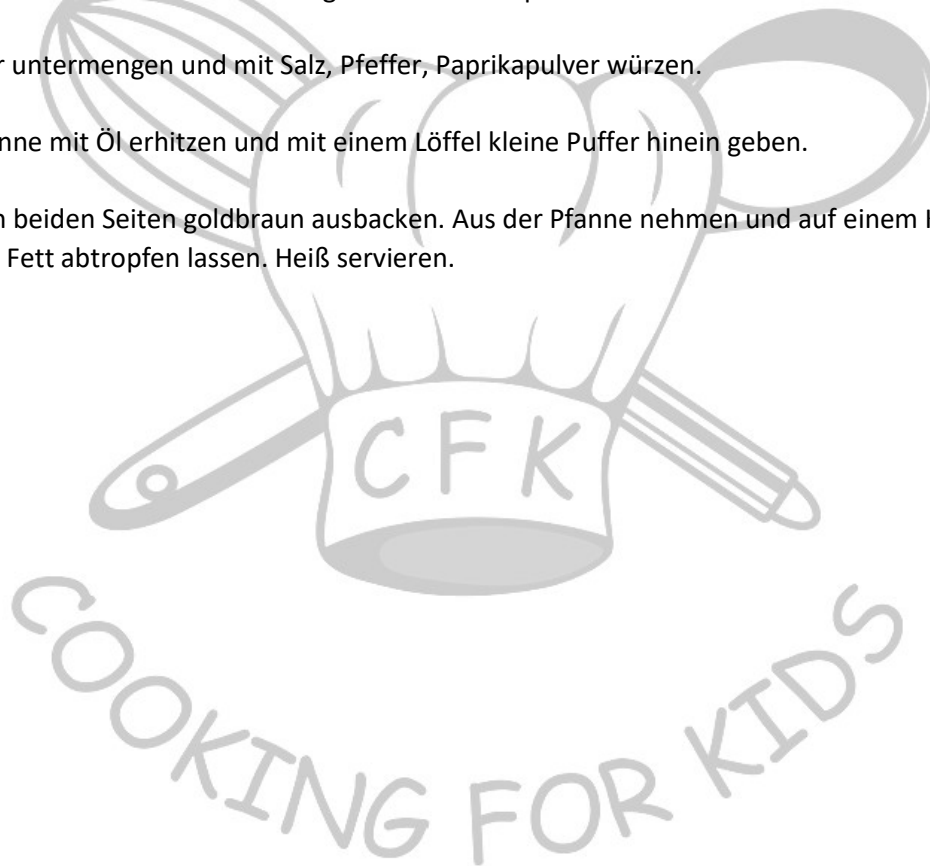 r untermengen und mit Salz, Pfeffer, Paprikapulver würzen.
nne mit Öl erhitzen und mit einem Löffel kleine Puffer hinein geben.
n beiden Seiten goldbraun ausbacken. Aus der Pfanne nehmen und auf einem
Fett abtropfen lassen. Heiß servieren.
CFK
COOKING FOR KIDS